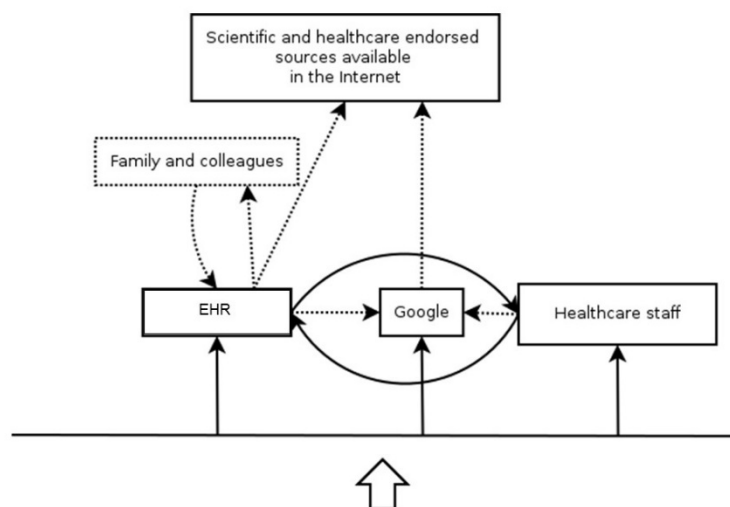 Scientific and healthcare endorsed
sources available
in the Internet
Family and colleagues
EHR
Google
Healthcare staff